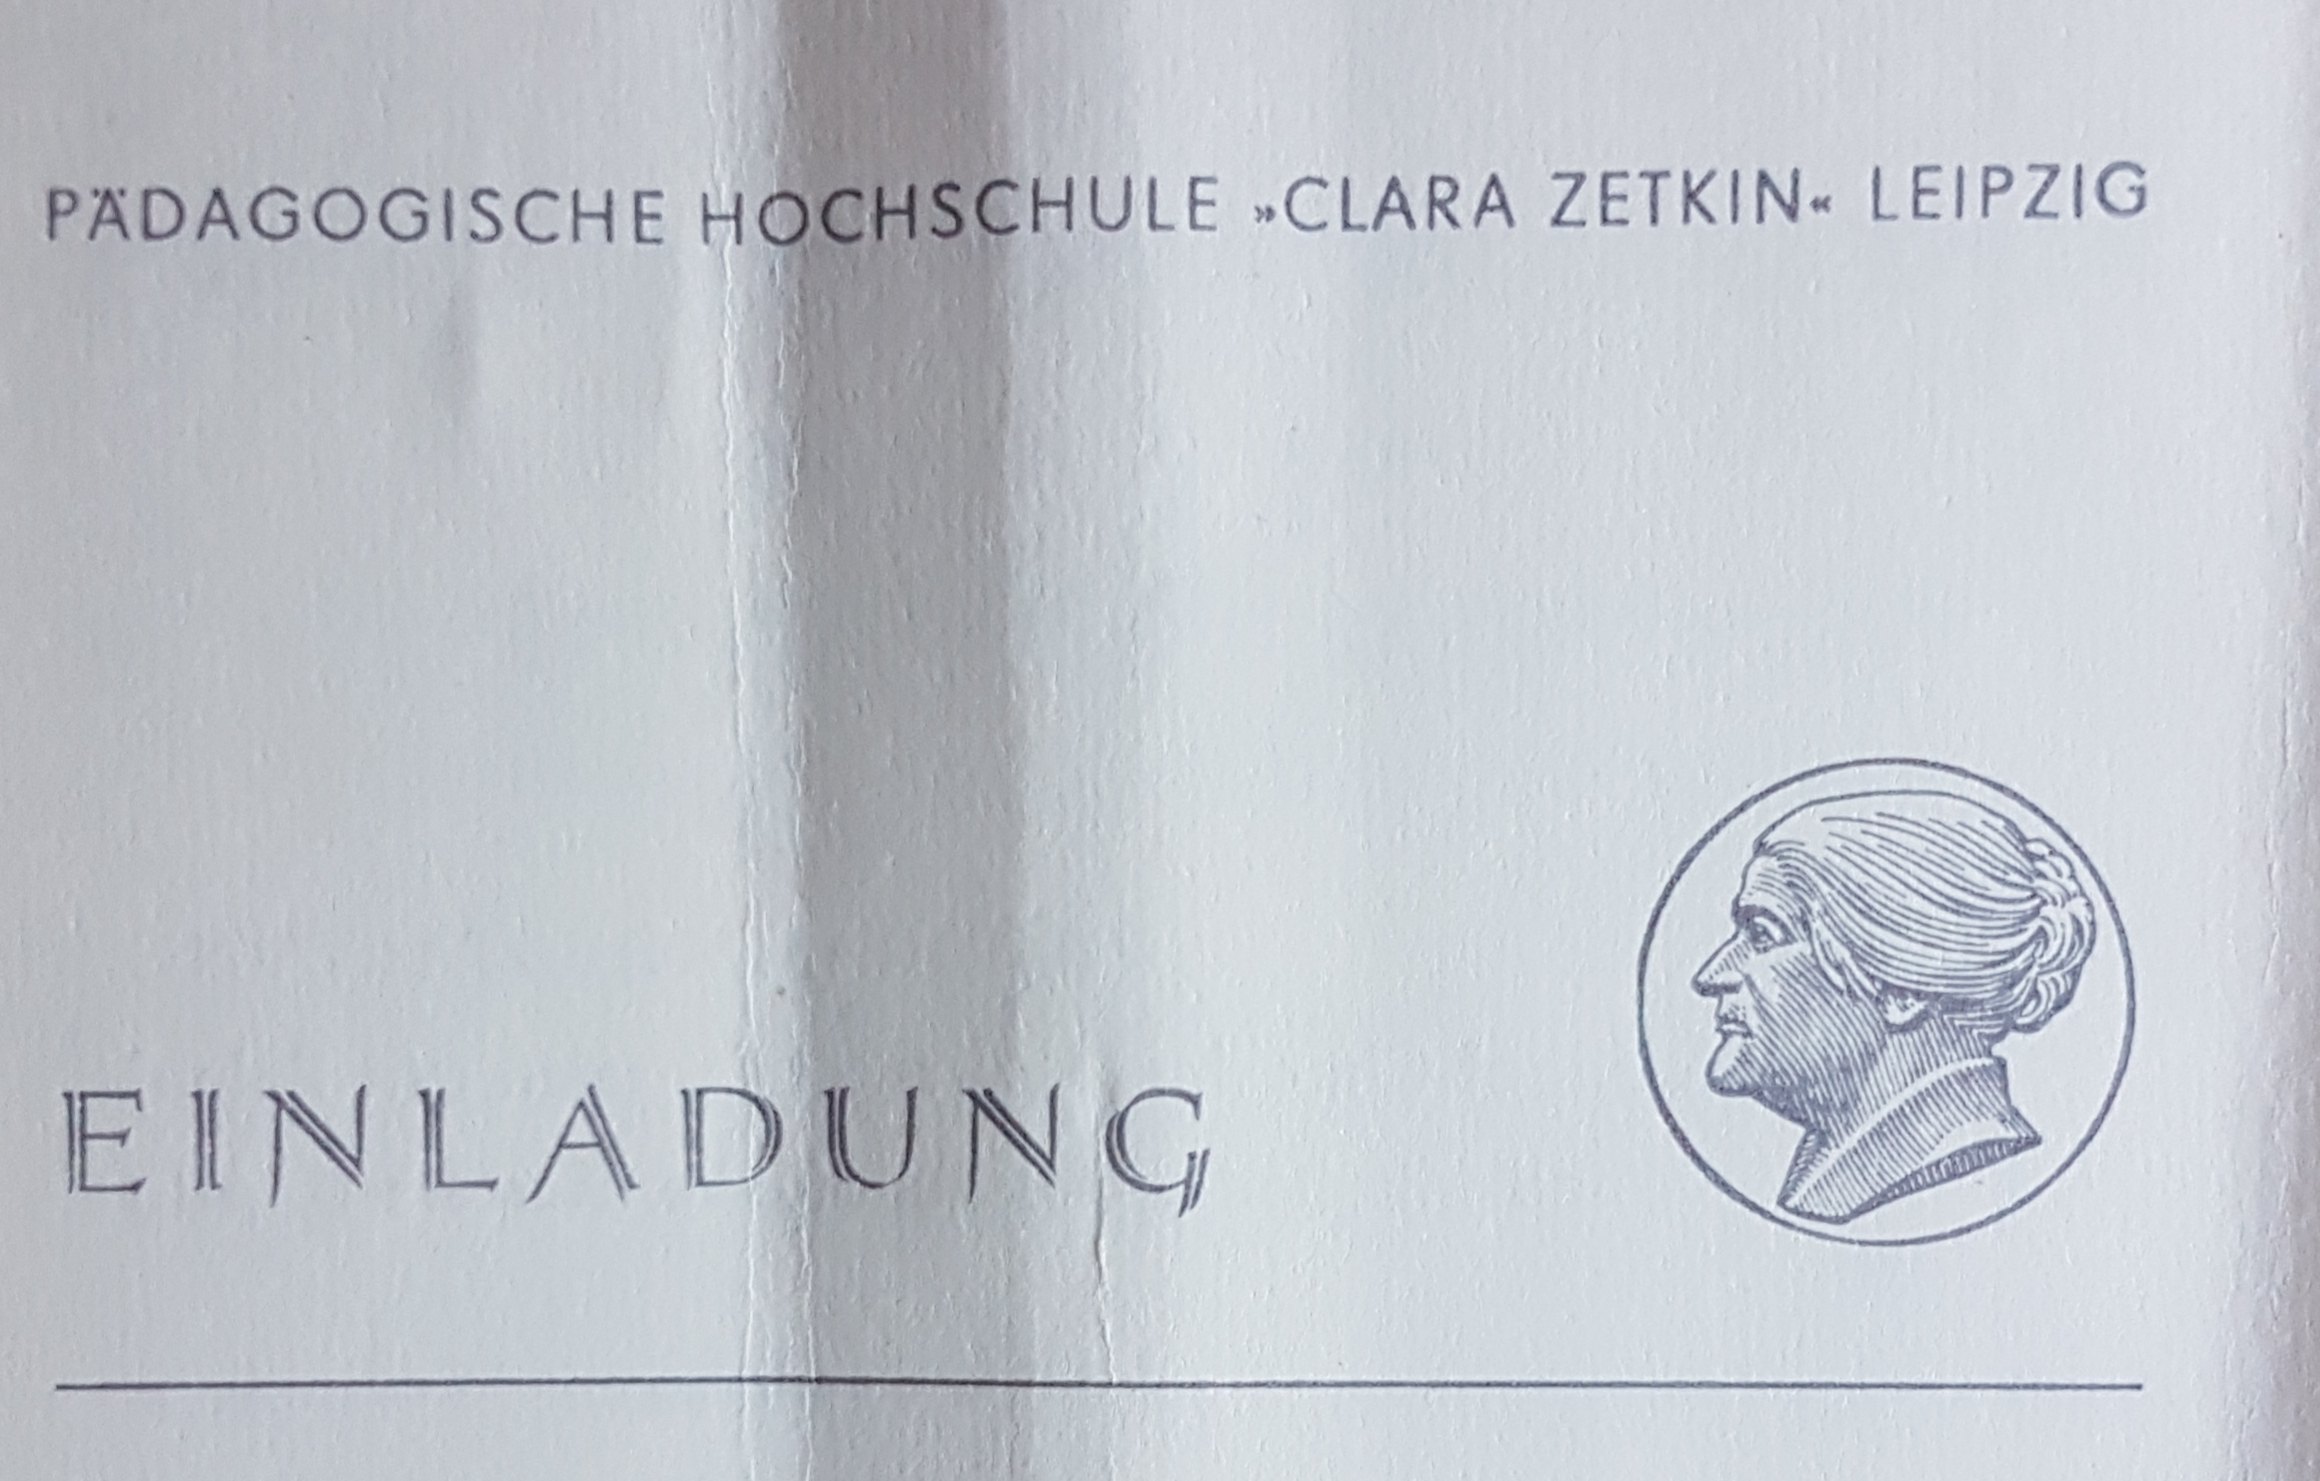 PÄDAGOGISCHE HOCHSCHULE »CLARA ZETKIN« LEIPZIG
EINLADUNG